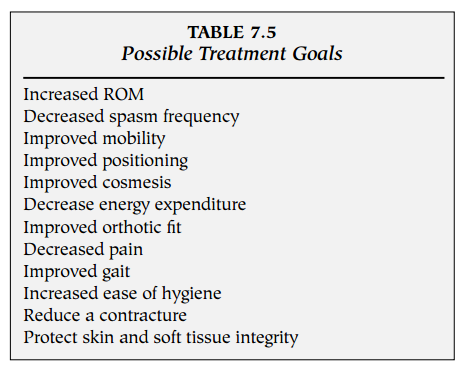 TABLE 7.5
Possible Treatment Goals
Increased ROM
Decreased spasm frequency
Improved mobility
Improved positioning
Improved cosmesis
Decrease energy expenditure
Improved orthotic fit
Decreased pain
Improved gait
Increased ease of hygiene
Reduce a contracture
Protect skin and soft tissue integrity